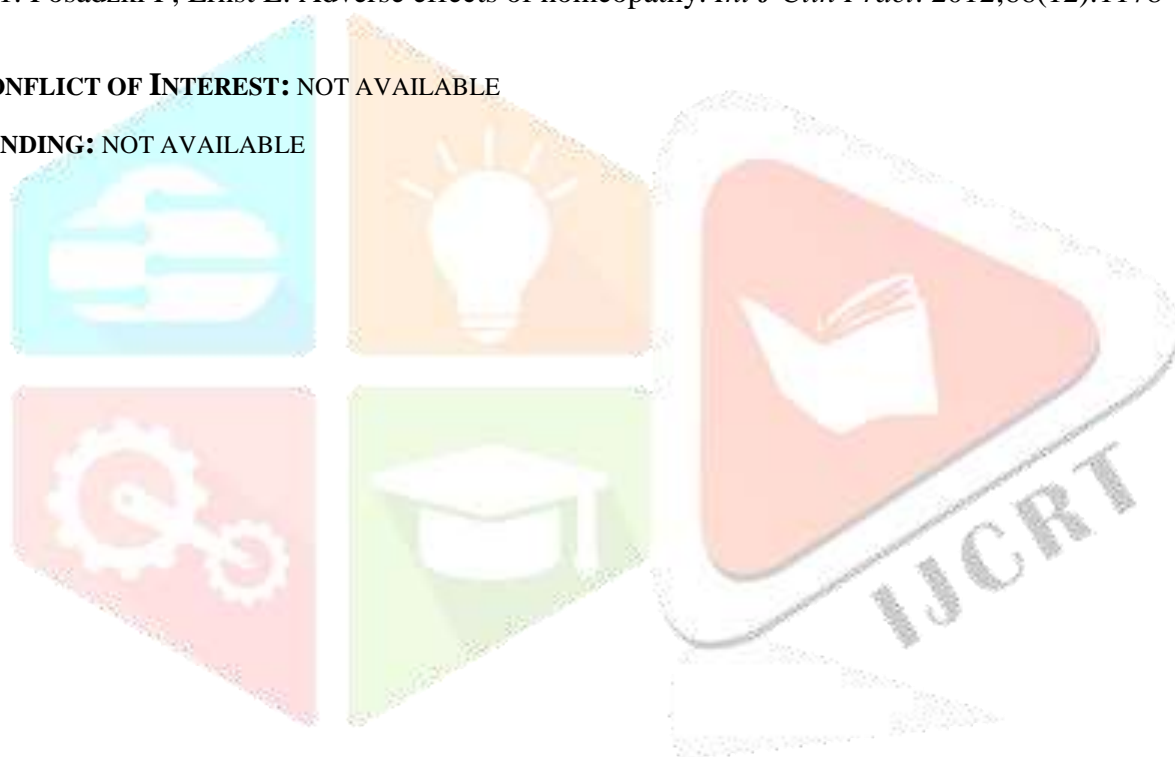 Posadzki P, Ernst E. Adverse effects of homeopathy. Int J Clin Pract. 2012;66(12):1178
ONFLICT OF INTEREST: NOT AVAILABLE
NDING: NOT AVAILABLE
IJCRT